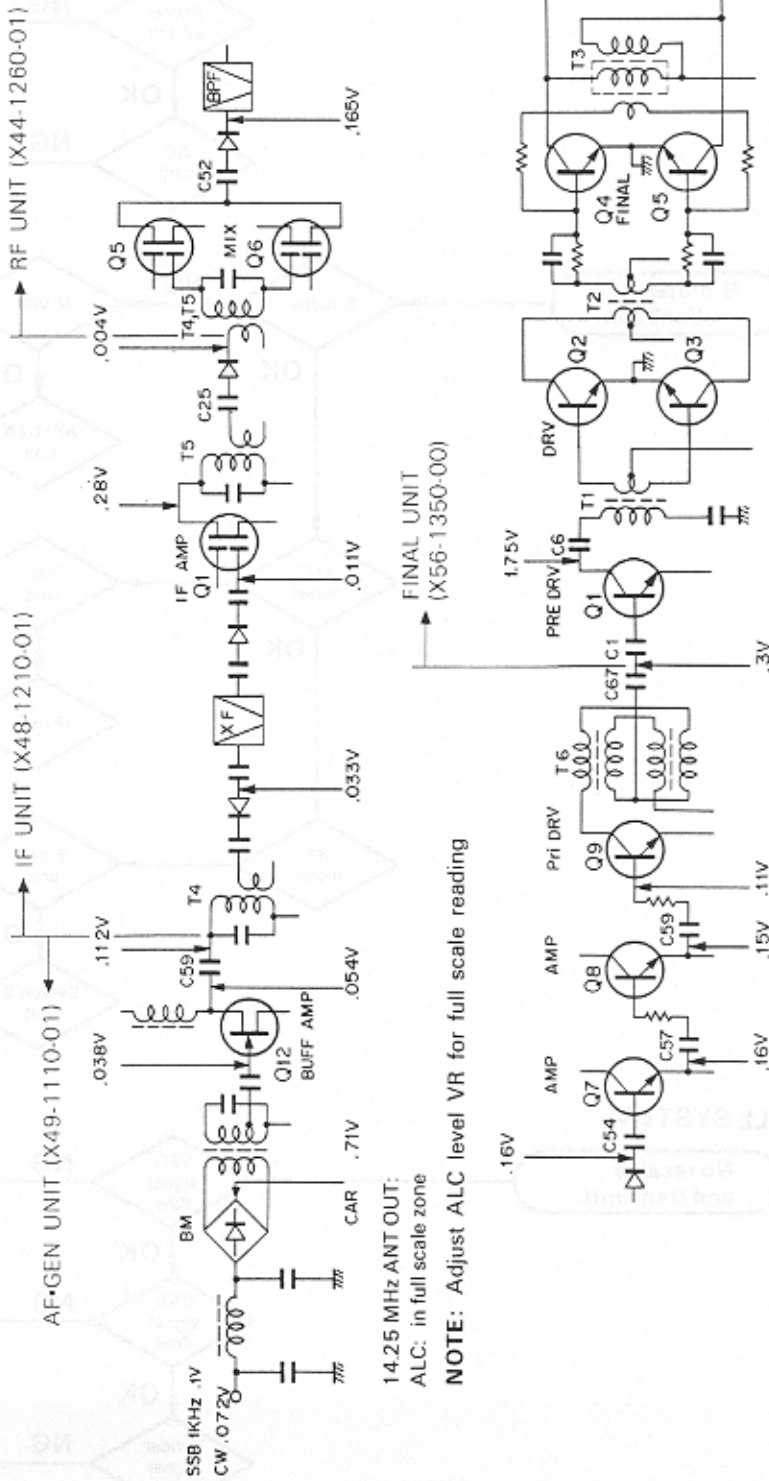 AF•GEN UNIT (X49-1110-01)
IF UNIT (X48-1210-01)
RF UNIT (X44-1260-01)
SSB 1KHz .1V
CW .072V
BM
CAR
.71V
.038V
Q12
BUFF AMP
.054V
C59
.112V
T4
.033V
XF
.011V
IF AMP
Q1
.28V
T5
C25
.004V
T4,T5
Q5
MIX
Q6
C52
.165V
BPF
14.25 MHz ANT OUT:
ALC: in full scale zone
NOTE: Adjust ALC level VR for full scale reading
FINAL UNIT
(X56-1350-00)
.16V
C54
AMP
Q7
.16V
C57
AMP
Q8
.15V
C59
.11V
Pri DRV
Q9
T6
C67
C1
.3V
PRE DRV
Q1
1.75V
C6
T1
DRV
Q2
Q3
T2
Q4
FINAL
Q5
T3